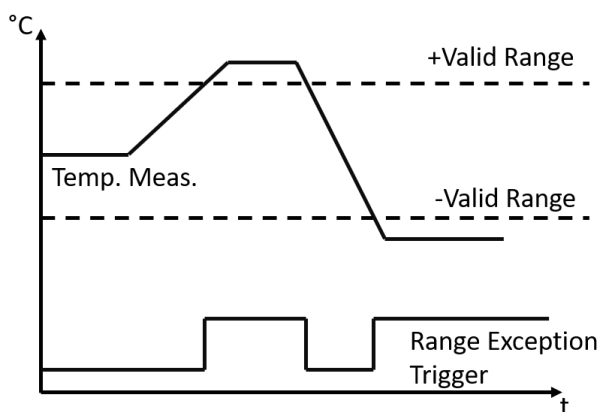 °C
+Valid Range
Temp. Meas.
-Valid Range
Range Exception
Trigger
t